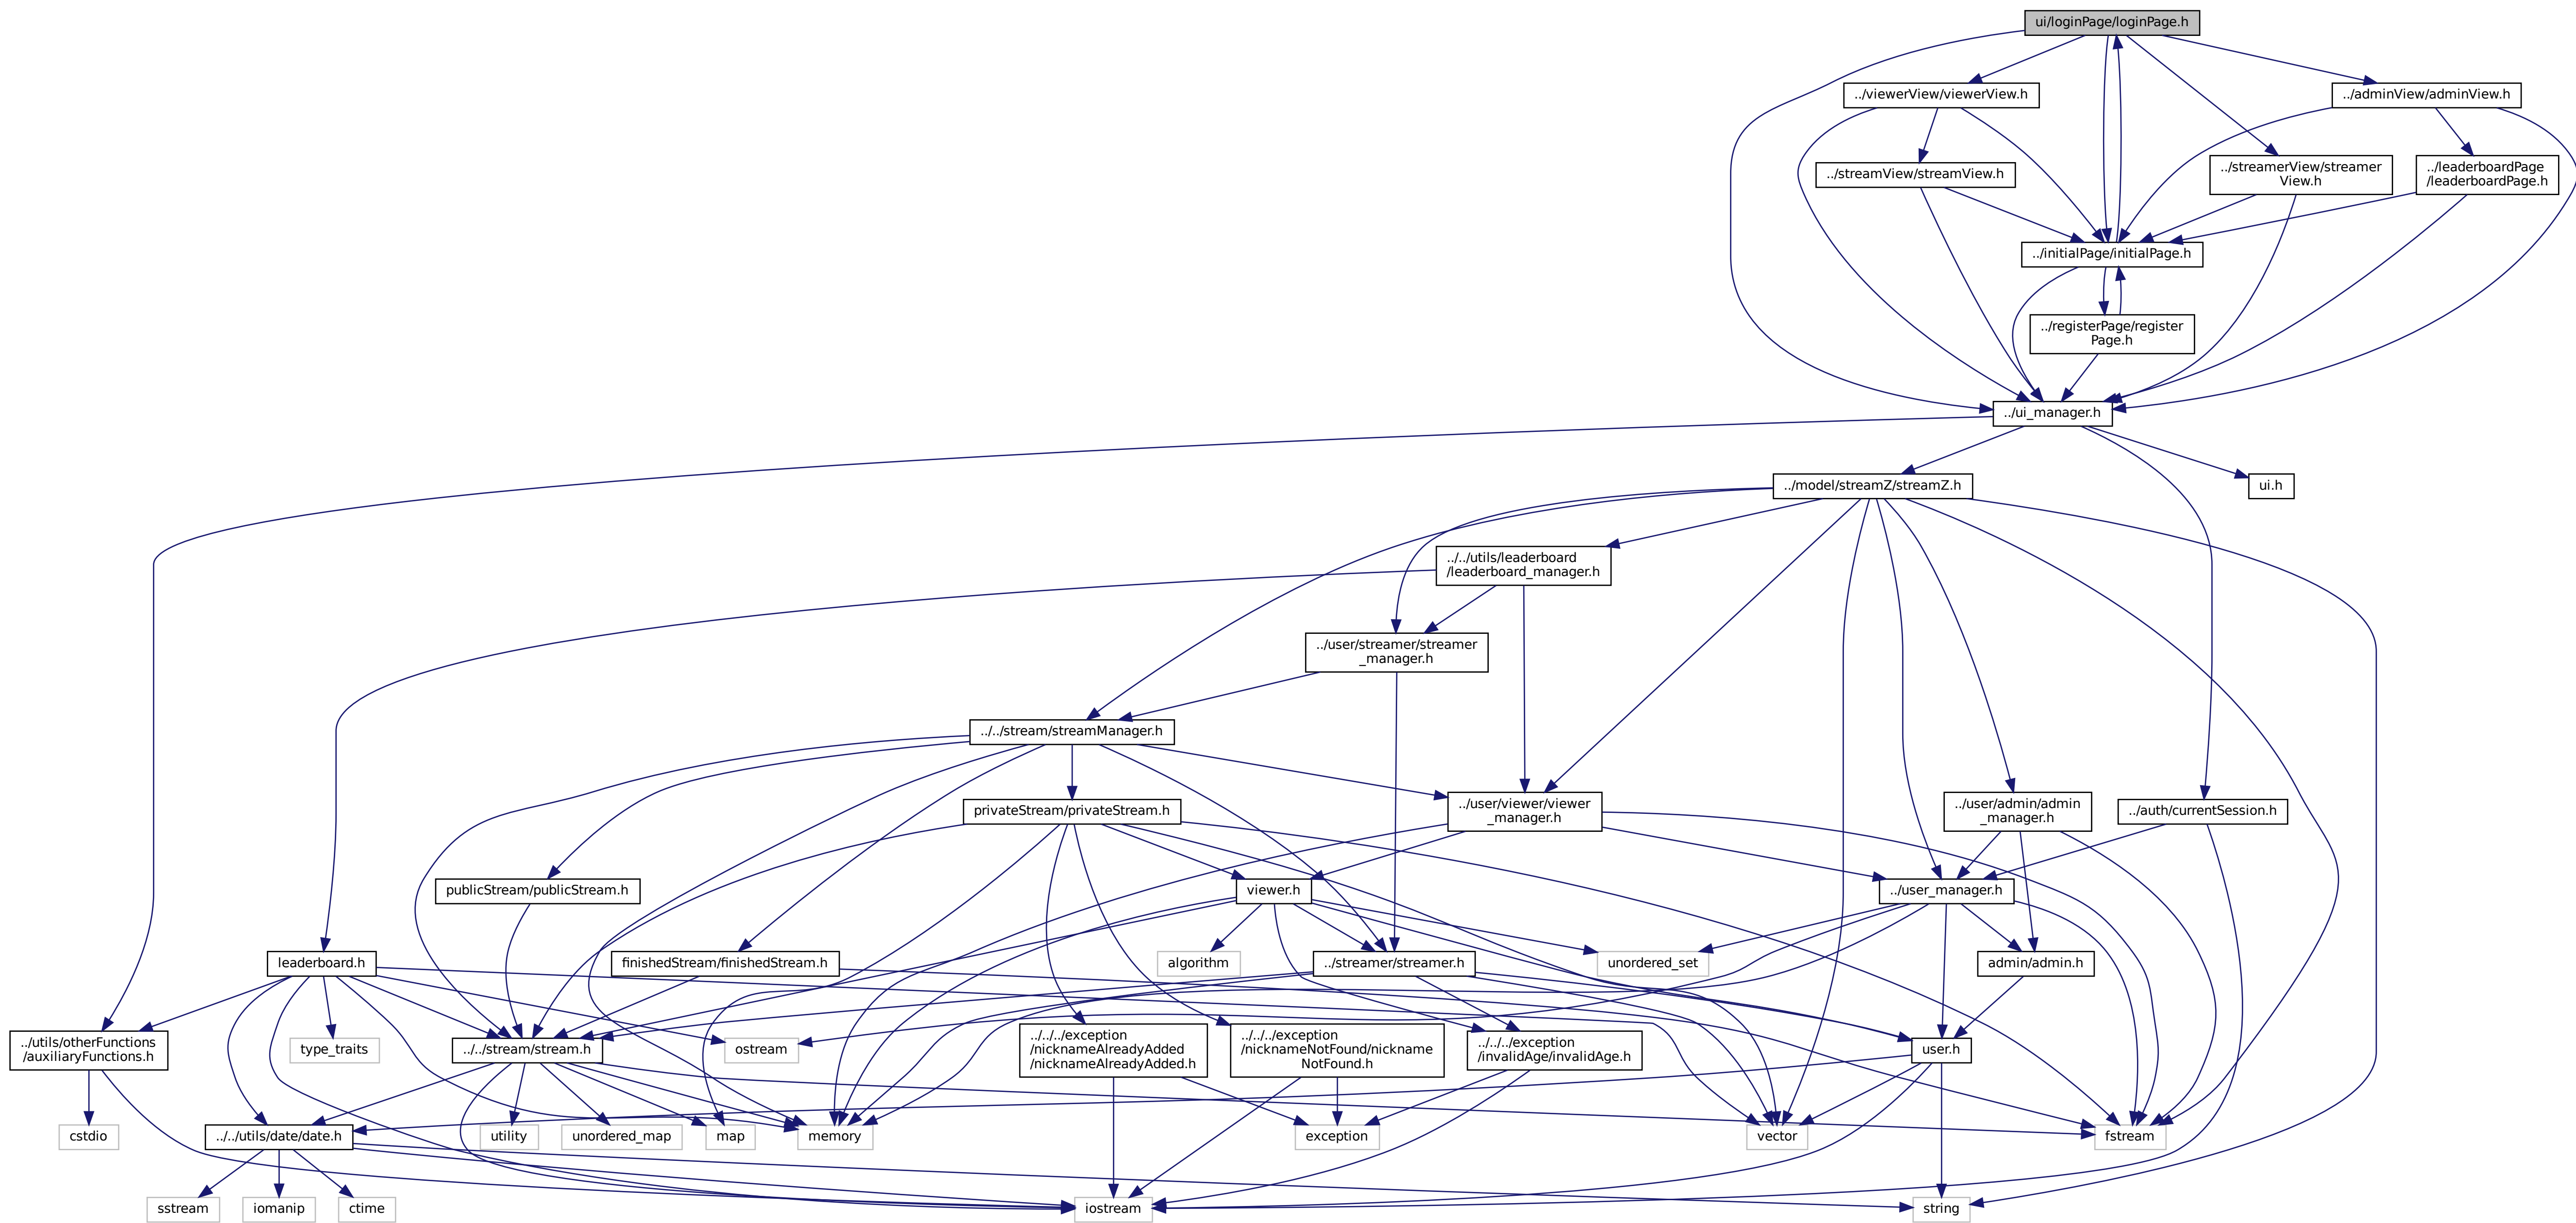 ui/loginPage/loginPage.h
../viewerView/viewerView.h
../adminView/adminView.h
../streamView/streamView.h
../streamerView/streamer
View.h
../leaderboardPage
/leaderboardPage.h
../initialPage/initialPage.h
../registerPage/register
Page.h
../ui_manager.h
../model/streamZ/streamZ.h
ui.h
../../utils/leaderboard
/leaderboard_manager.h
../user/streamer/streamer
_manager.h
../../stream/streamManager.h
privateStream/privateStream.h
../user/viewer/viewer
_manager.h
../user/admin/admin
_manager.h
../auth/currentSession.h
publicStream/publicStream.h
viewer.h
../user_manager.h
leaderboard.h
finishedStream/finishedStream.h
algorithm
../streamer/streamer.h
unordered_set
admin/admin.h
../utils/otherFunctions
/auxiliaryFunctions.h
type_traits
../../stream/stream.h
ostream
../../../exception
/nicknameAlreadyAdded
/nicknameAlreadyAdded.h
../../../exception
/nicknameNotFound/nickname
NotFound.h
../../../exception
/invalidAge/invalidAge.h
user.h
cstdio
../../utils/date/date.h
utility
unordered_map
map
memory
exception
vector
fstream
sstream
iomanip
ctime
iostream
string